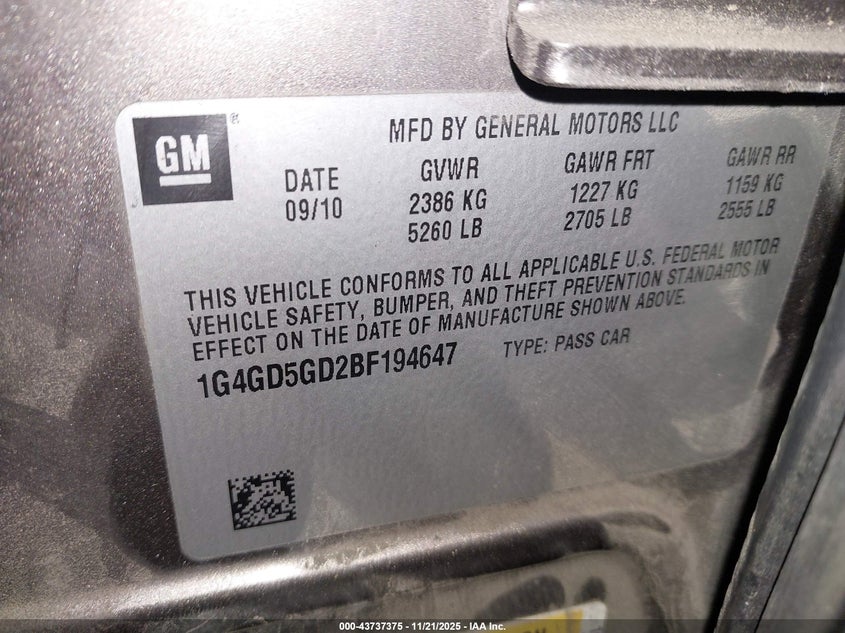 GM®
MFD BY GENERAL MOTORS LLC
DATE GVWR GAWR FRT GAWR RR
09/10 2386 KG 1227 KG 1159 KG
5260 LB 2705 LB 2555 LB
THIS VEHICLE CONFORMS TO ALL APPLICABLE U.S. FEDERAL MOTOR
VEHICLE SAFETY, BUMPER, AND THEFT PREVENTION STANDARDS IN
EFFECT ON THE DATE OF MANUFACTURE SHOWN ABOVE.
1G4GD5GD2BF194647 TYPE: PASS CAR
000-43737375 - 11/21/2025 - IAA Inc.